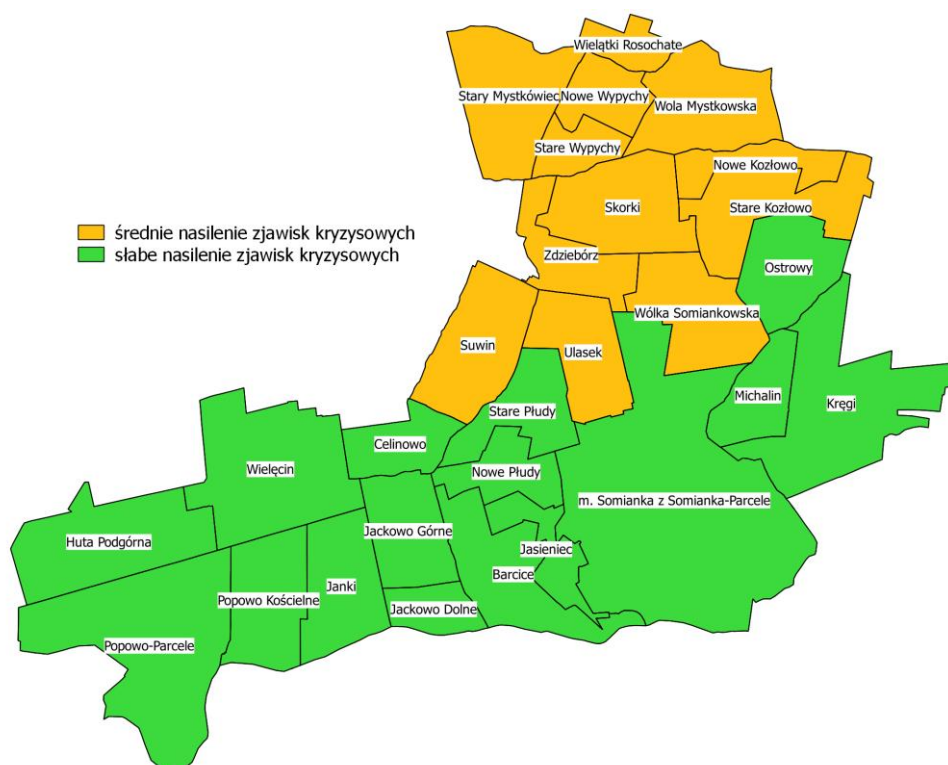 Wielątki Rosochate
Stary Mystkówiec
Nowe Wypychy
Wola Mystkowska
Stare Wypychy
Nowe Kozłowo
Skorki
Stare Kozłowo
średnie nasilenie zjawisk kryzysowych
słabe nasilenie zjawisk kryzysowych
Zdziebórz
Ostrowy
Wólka Somiankowska
Suwin
Ulasek
Michalin
Kręgi
Stare Płudy
Celinowo
Wielęcin
Nowe Płudy
m. Somianka z Somianka-Parcele
Jackowo Górne
Huta Podgórna
Jasieniec
Barcice
Janki
Popowo Kościelne
Jackowo Dolne
Popowo-Parcele